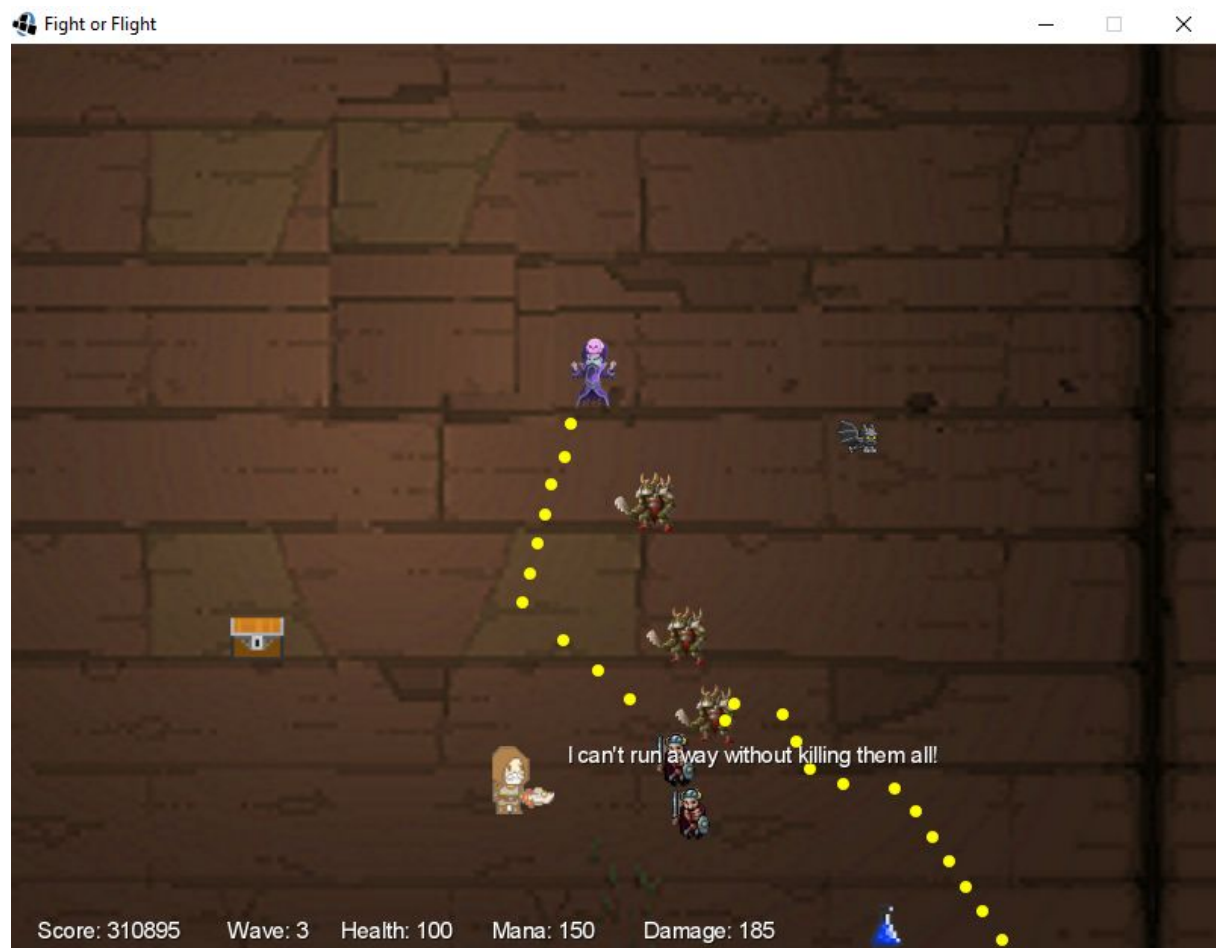 Fight or Flight
I can't run away without killing them all!
Score: 310895 Wave: 3 Health: 100 Mana: 150 Damage: 185